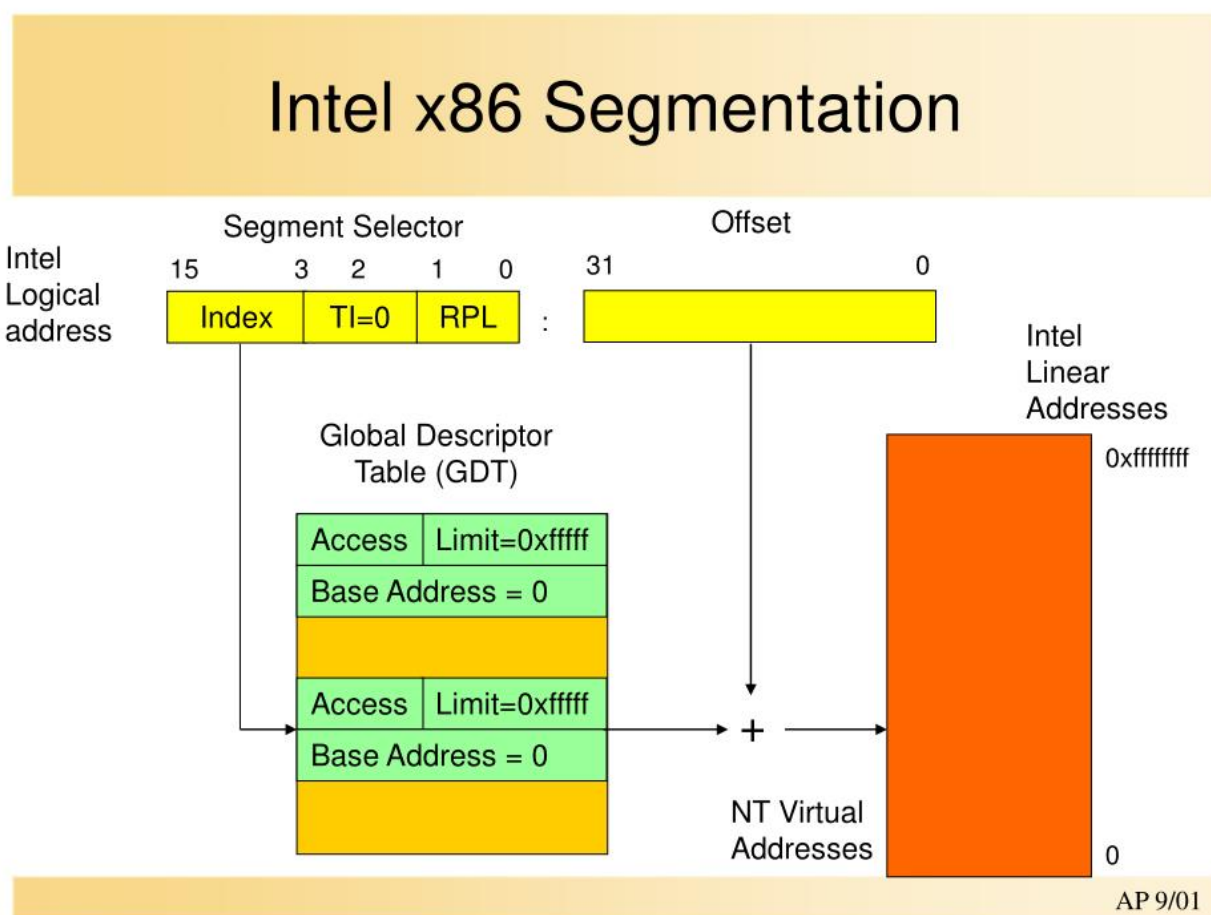 Intel x86 Segmentation
Segment Selector
Offset
Intel
Logical
address
15 3 2 1 0
31 0
Index TI=0 RPL :
Intel
Linear
Addresses
Global Descriptor
Table (GDT)
0xffffffff
Access Limit=0xfffff
Base Address = 0
Access Limit=0xfffff
Base Address = 0
+
NT Virtual
Addresses
0
AP 9/01